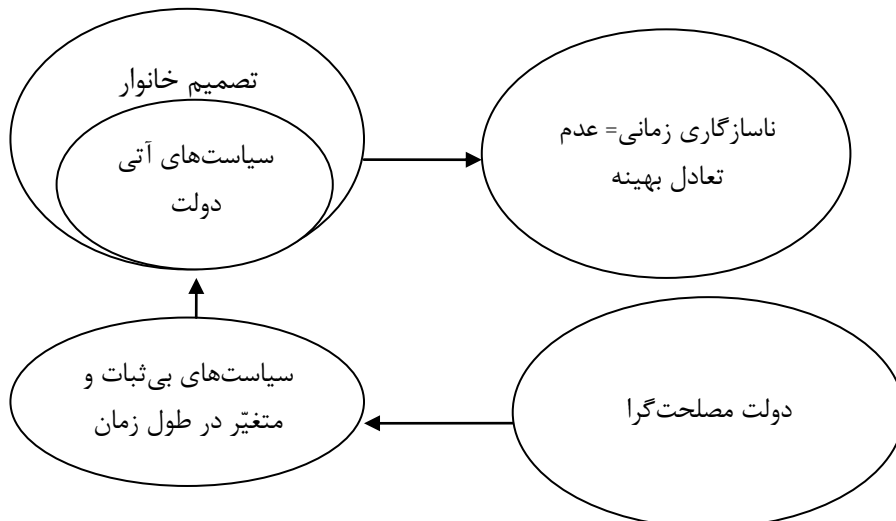 تصمیم خانوار
سیاست‌های آتی
دولت
ناسازگاری زمانی= عدم
تعادل بهینه
سیاست‌های بی‌ثبات و
متغیّر در طول زمان
دولت مصلحت‌گرا